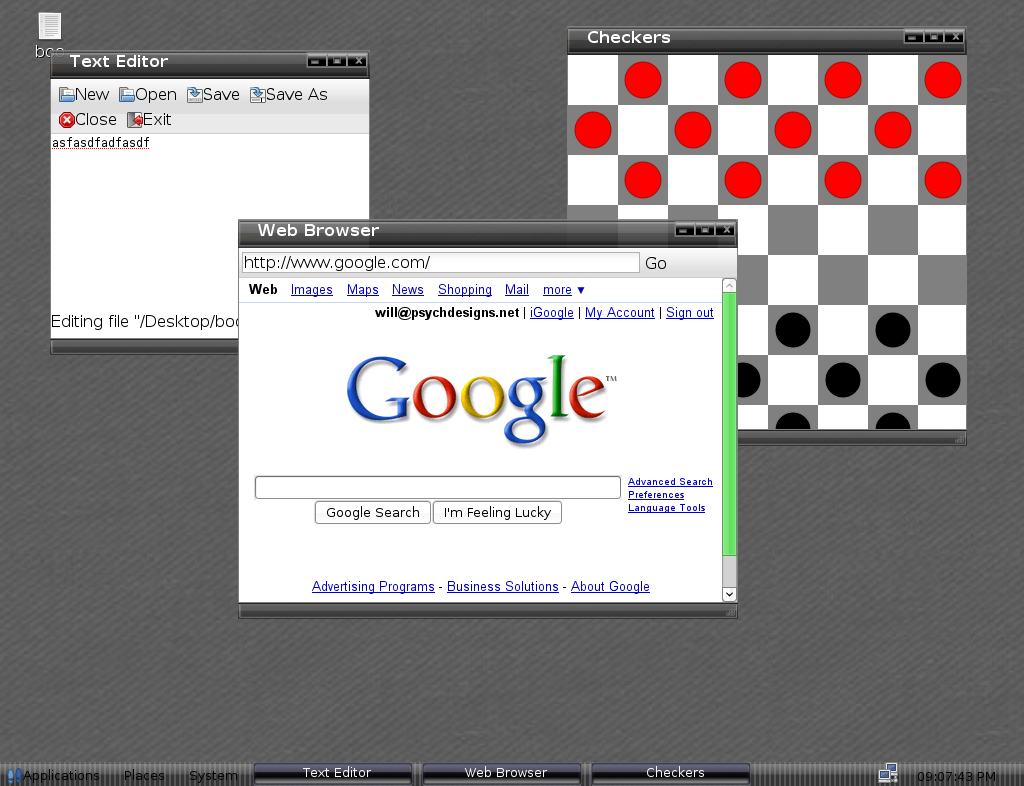 boo
Text Editor
New Open Save Save As
Close Exit
asfasdfadfasdf
Editing file "/Desktop/boo
Checkers
Web Browser
http://www.google.com/ Go
Web Images Maps News Shopping Mail more ▼
will@psychdesigns.net | iGoogle | My Account | Sign out
Google™
Advanced Search
Preferences
Language Tools
Google Search I'm Feeling Lucky
Advertising Programs - Business Solutions - About Google
Applications Places System Text Editor Web Browser Checkers 09:07:43 PM